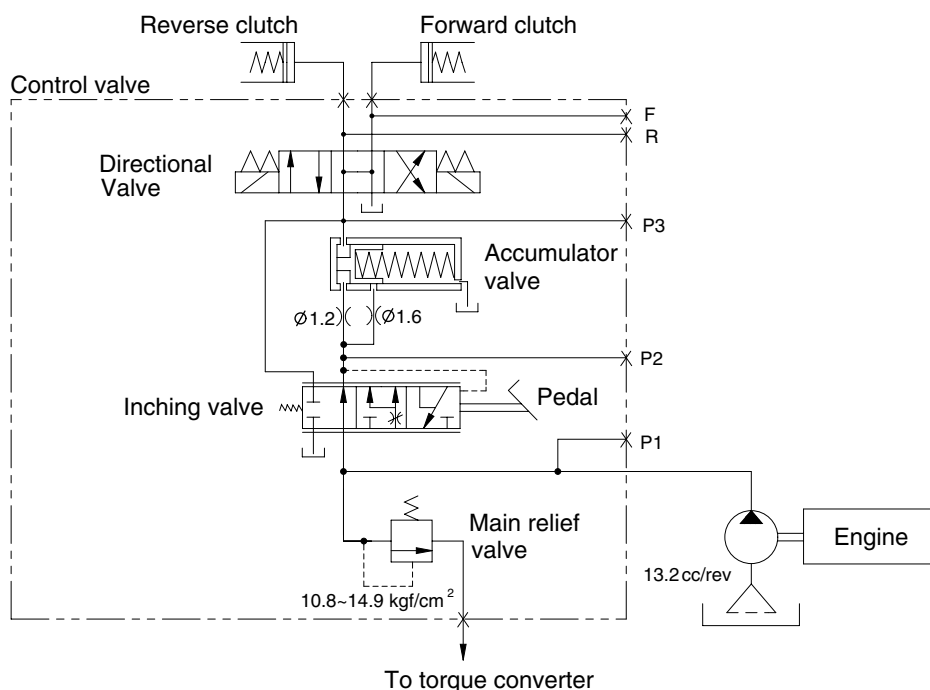 Reverse clutch
Forward clutch
Control valve
F
R
Directional
Valve
P3
Accumulator
valve
Ø1.2
Ø1.6
P2
Inching valve
Pedal
P1
Main relief
valve
Engine
13.2cc/rev
10.8~14.9 kgf/cm²
To torque converter